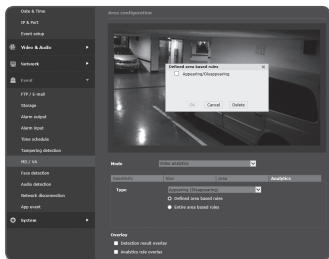 Date & Time
IP & Port
Event setup
Video & Audio
Network
Event
FTP / E-mail
Storage
Alarm output
Alarm input
Time schedule
Tampering detection
MD / VA
Face detection
Audio detection
Network disconnection
App event
System
Area configuration
Defined area based rules
Appearing/Disappearing
Ok Cancel Delete
Mode Video analytics
Sensitivity Size Area Analytics
Type Appearing (Disappearing)
Defined area based rules
Entire area based rules
Overlay
Detection result overlay
Analytics rule overlay